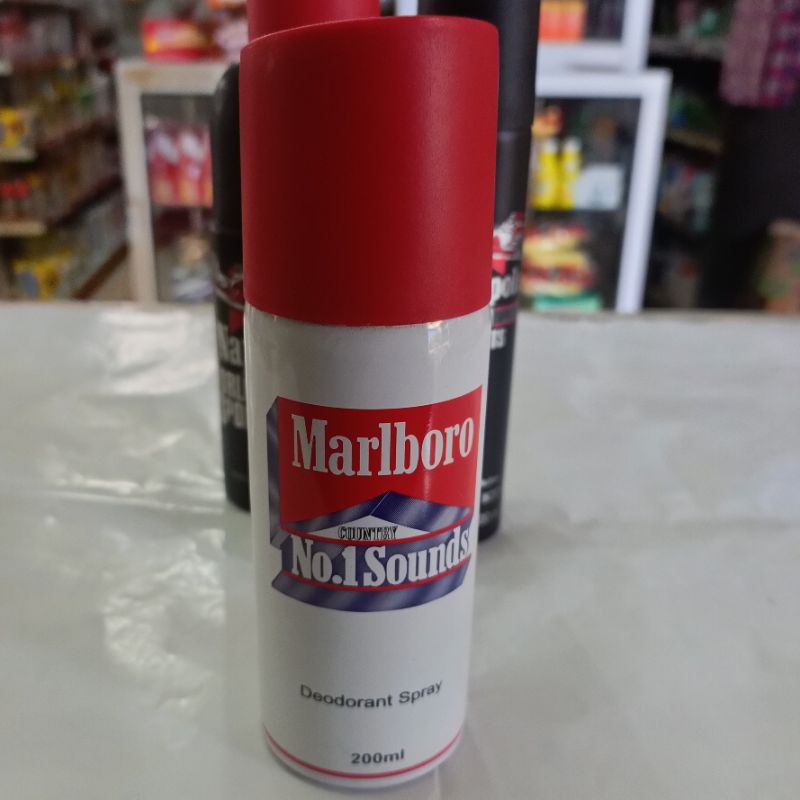 Marlboro
COUNTRY
No.1 Sounds
Deodorant Spray
200ml